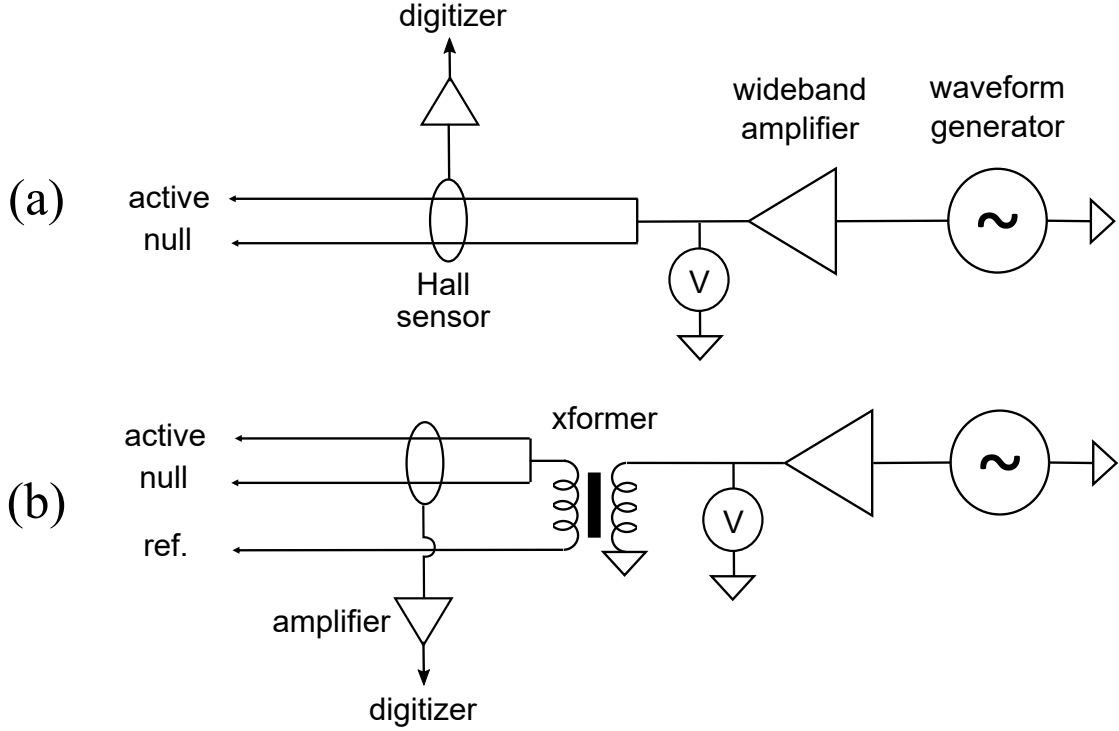 digitizer
wideband
amplifier
waveform
generator
(a)
active
null
~
Hall
sensor
V
xformer
active
null
(b)
~
V
ref.
amplifier
digitizer